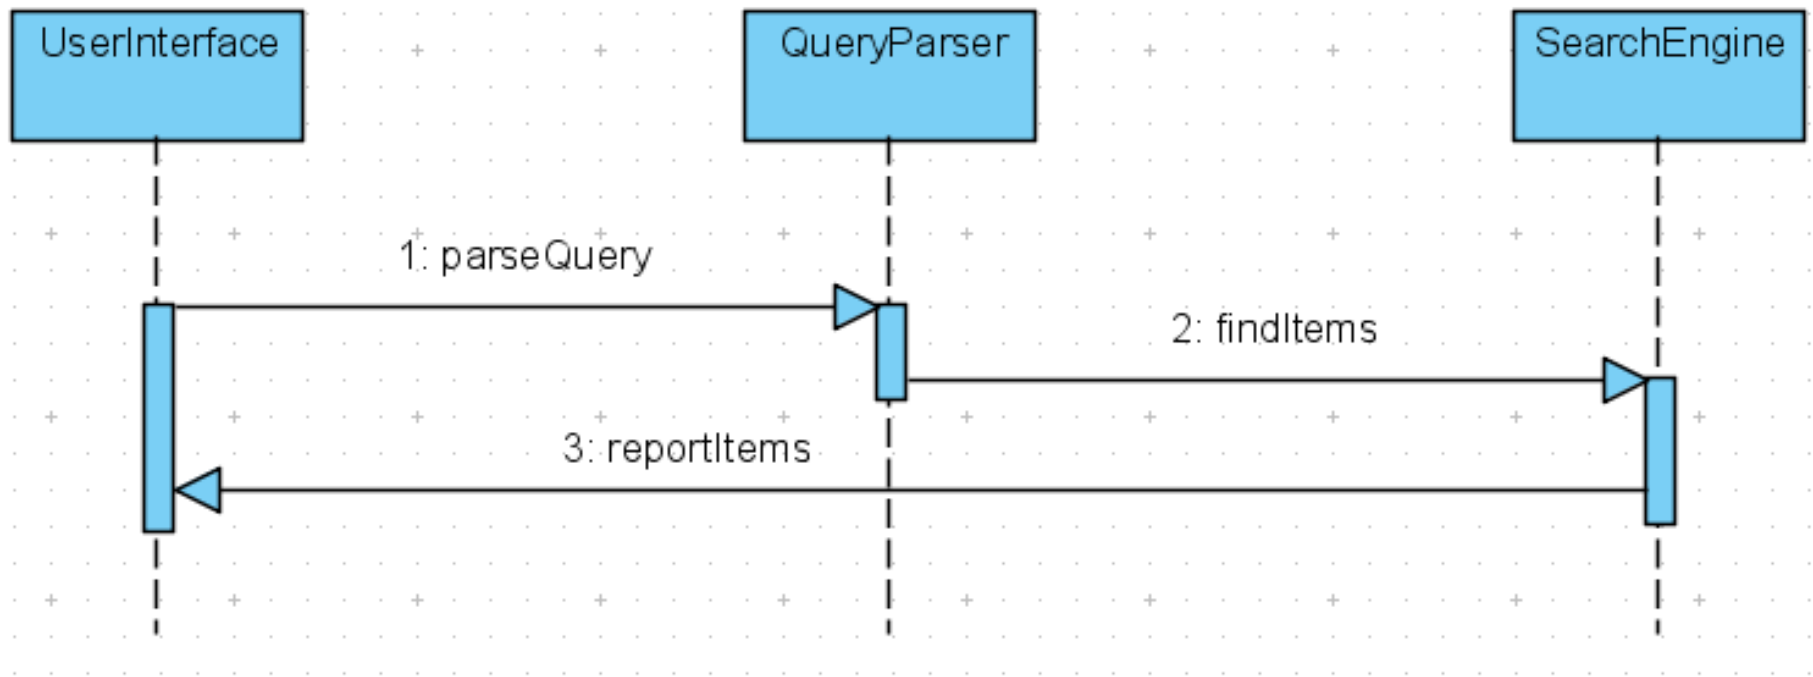 UserInterface
QueryParser
SearchEngine
1: parseQuery
2: findItems
3: reportItems